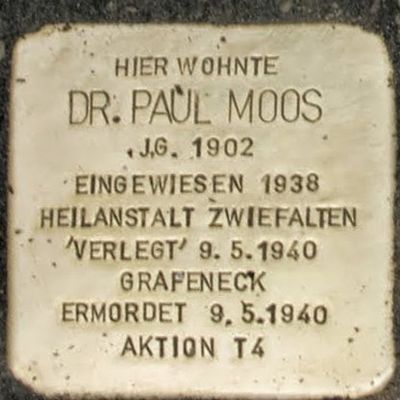 HIER WOHNTE
DR. PAUL MOOS
J.G. 1902
EINGEWIESEN 1938
HEILANSTALT ZWIEFALTEN
'VERLEGT' 9.5.1940
GRAFENECK
ERMORDET 9.5.1940
AKTION T4